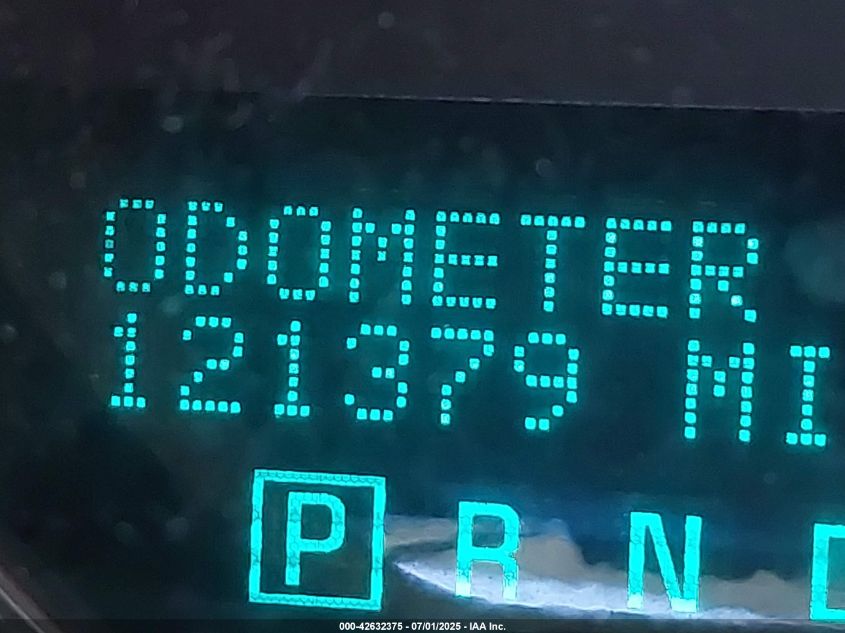 ODOMETER
121379 MI
P R N
000-42632375 - 07/01/2025 - IAA Inc.